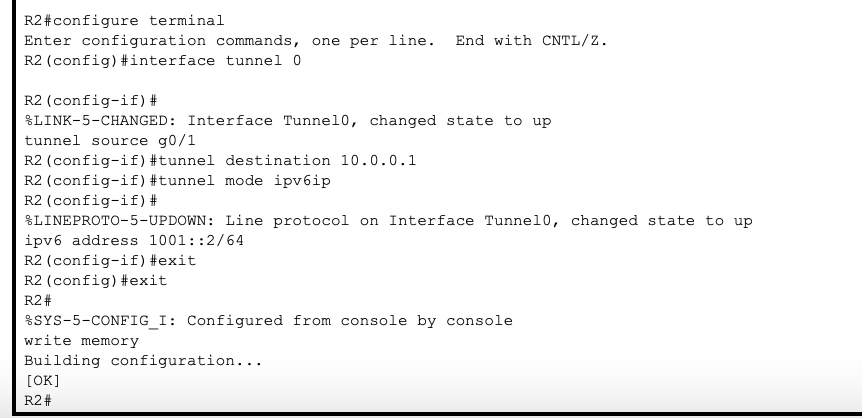 R2#configure terminal
Enter configuration commands, one per line.  End with CNTL/Z.
R2(config)#interface tunnel 0

R2(config-if)#
%LINK-5-CHANGED: Interface Tunnel0, changed state to up
tunnel source g0/1
R2(config-if)#tunnel destination 10.0.0.1
R2(config-if)#tunnel mode ipv6ip
R2(config-if)#
%LINEPROTO-5-UPDOWN: Line protocol on Interface Tunnel0, changed state to up
ipv6 address 1001::2/64
R2(config-if)#exit
R2(config)#exit
R2#
%SYS-5-CONFIG_I: Configured from console by console
write memory
Building configuration...
[OK]
R2#